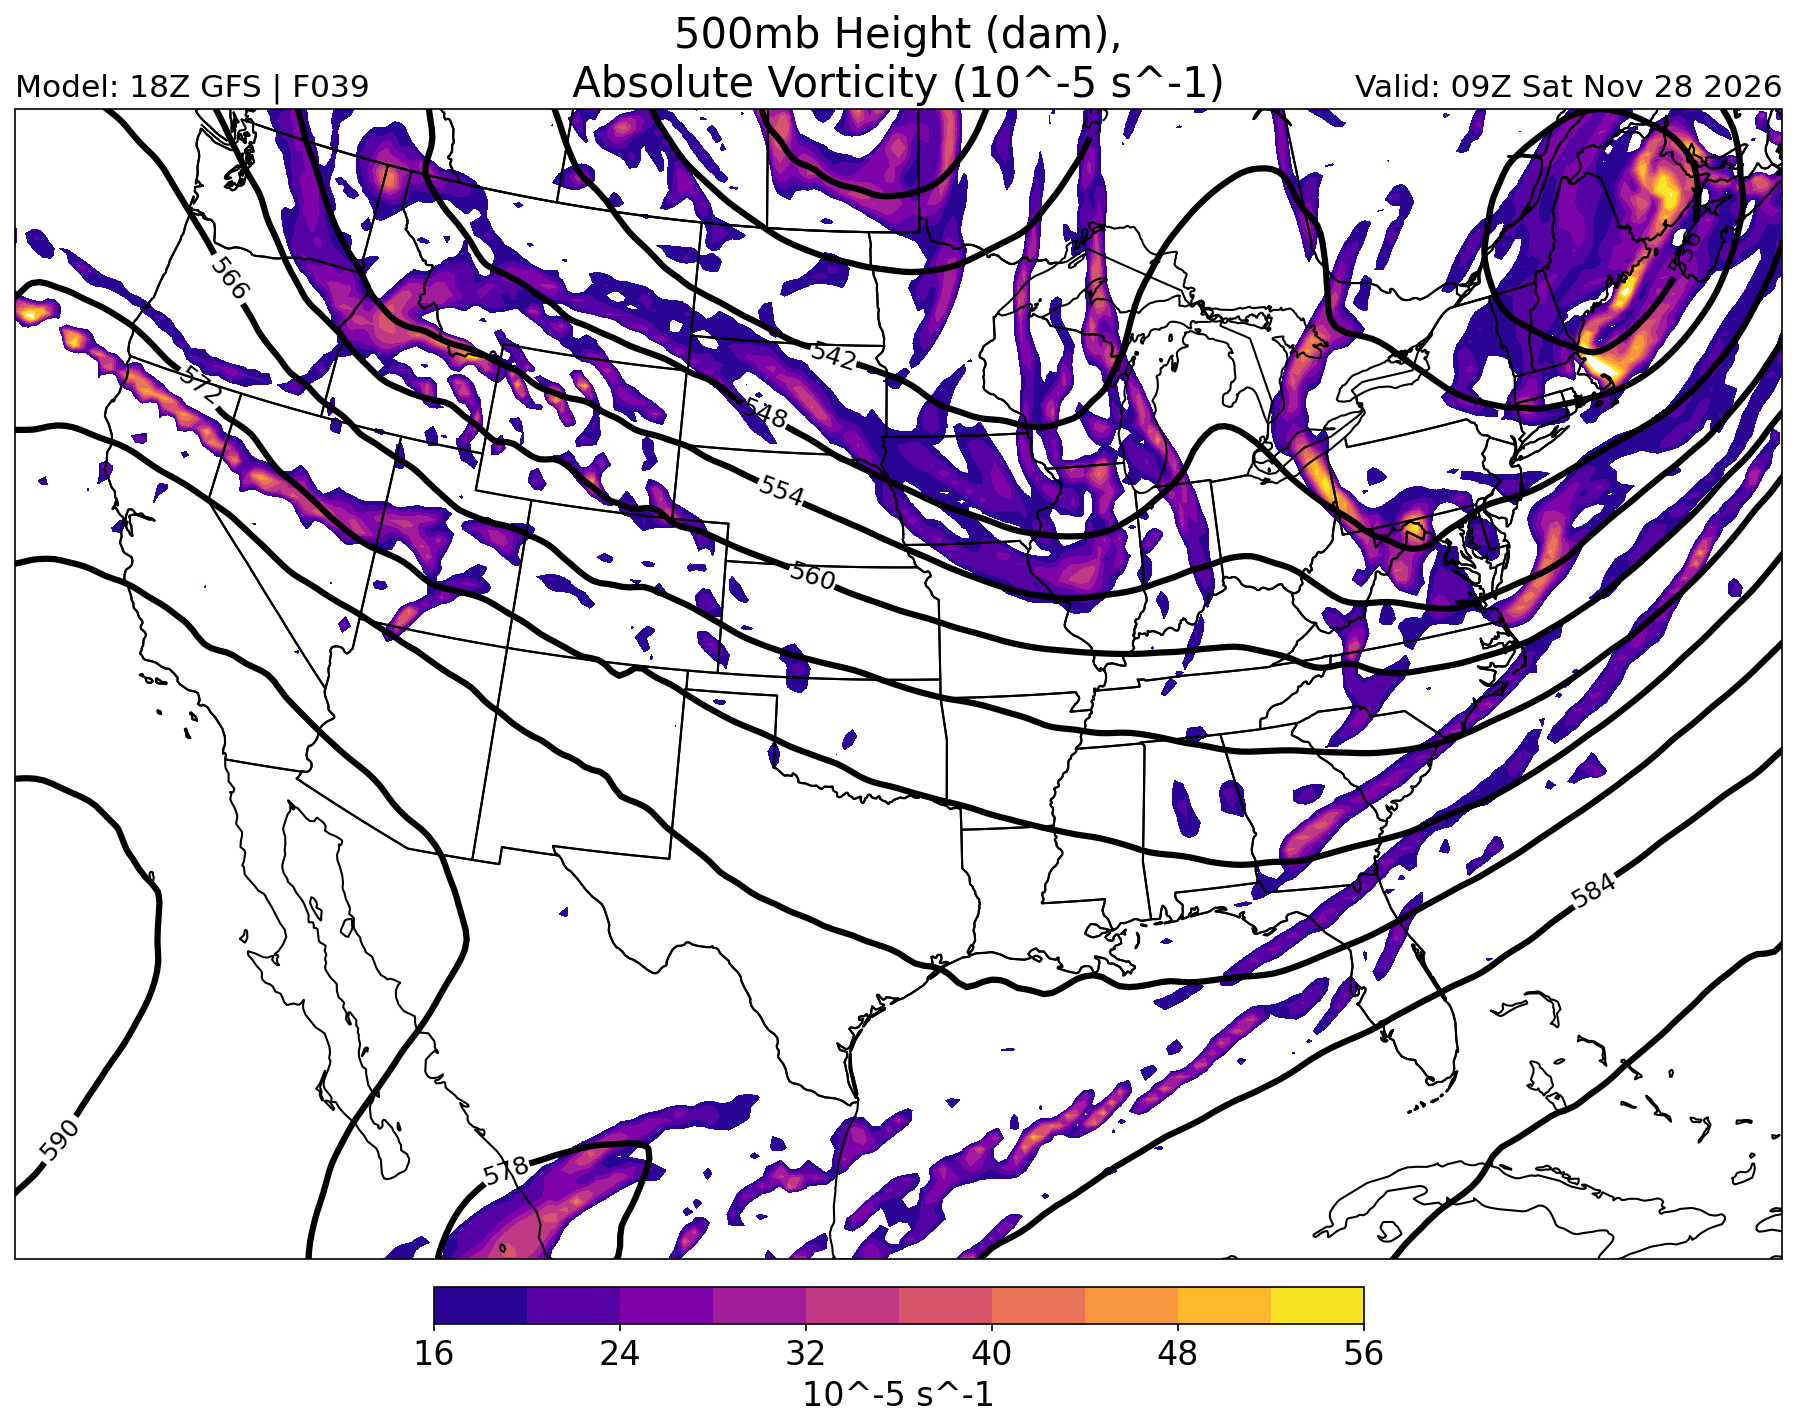 500mb Height (dam),
Absolute Vorticity (10^-5 s^-1)
Model: 18Z GFS | F039
Valid: 09Z Sat Nov 28 2026
536
566
542
572
548
554
560
584
590
578
16 24 32 40 48 56
10^-5 s^-1